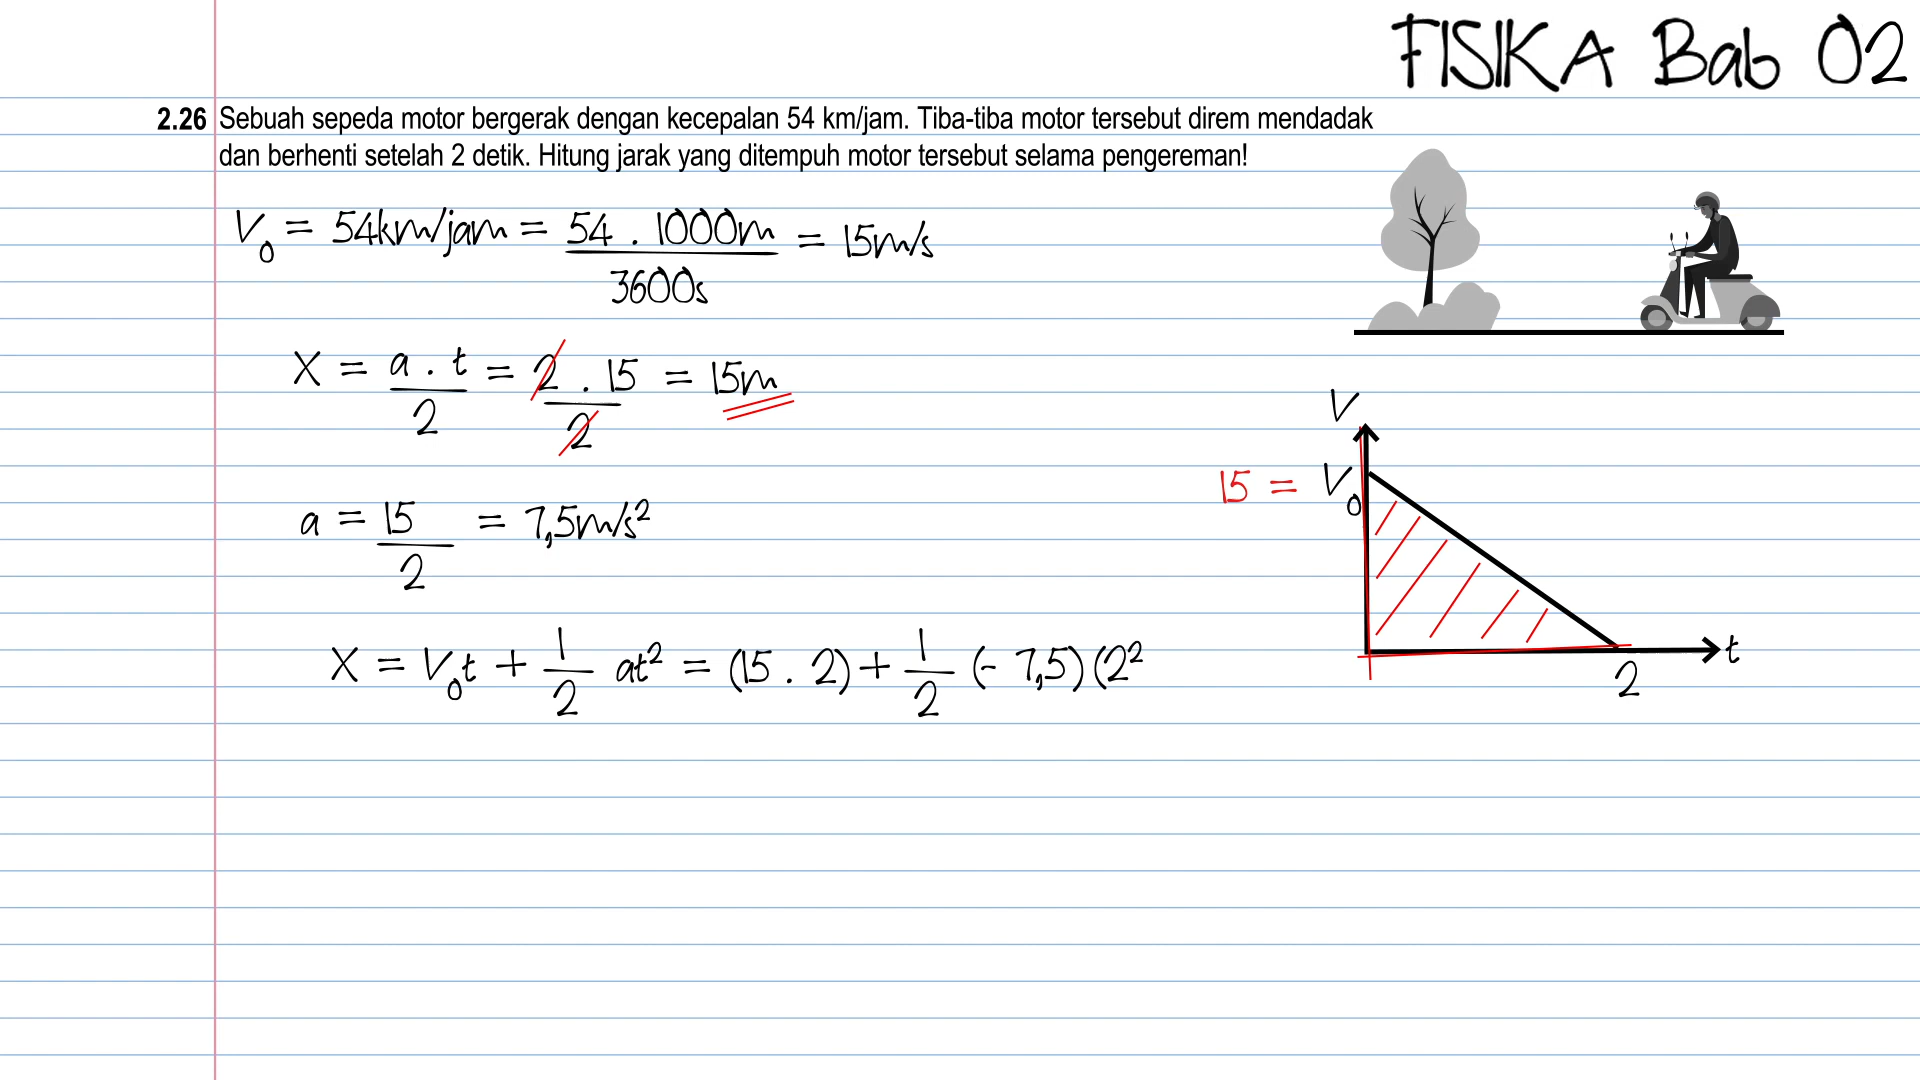 FISIKA Bab 02
2.26 Sebuah sepeda motor bergerak dengan kecepalan 54 km/jam. Tiba-tiba motor tersebut direm mendadak
dan berhenti setelah 2 detik. Hitung jarak yang ditempuh motor tersebut selama pengereman!
V₀ = 54km/jam = 54 . 1000m / 3600s = 15m/s
X = a . t / 2 = 2 . 15 / 2 = 15m
a = 15 / 2 = 7,5m/s²
X = V₀t + 1/2 at² = (15 . 2) + 1/2 (- 7,5)(2²
V
15 = V₀
t
2